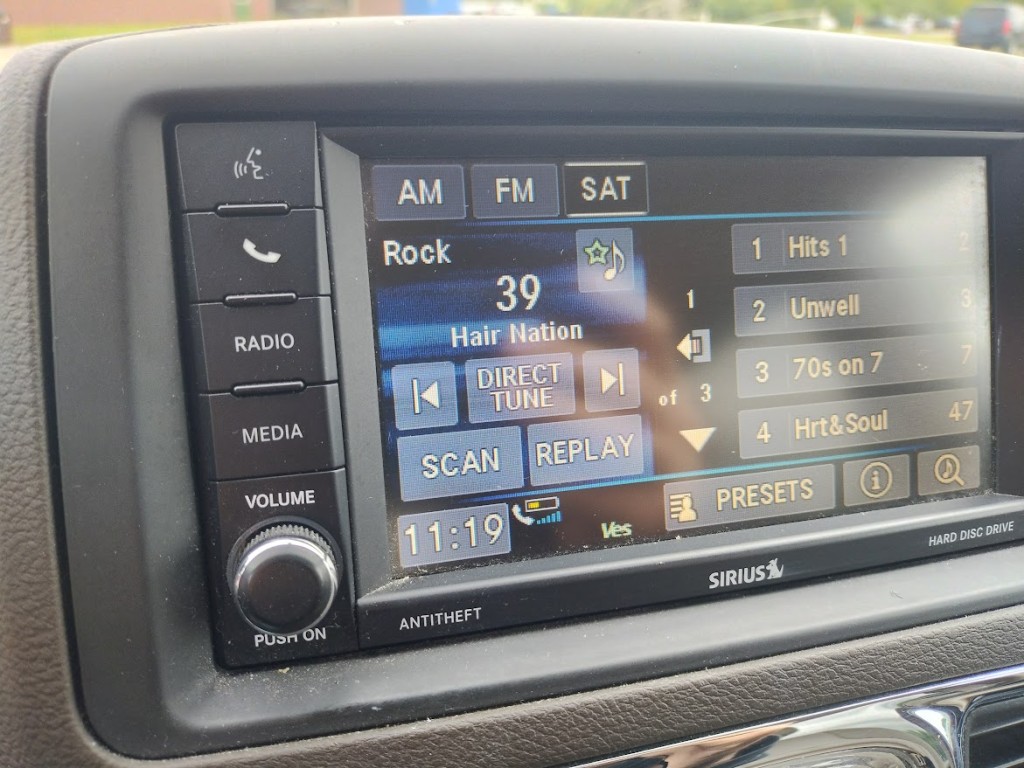 AM FM SAT
Rock
39
Hair Nation
DIRECT
TUNE
SCAN REPLAY
11:19
Ves
1
of 3
1 Hits 1 2
2 Unwell 3
3 70s on 7 7
4 Hrt&Soul 47
PRESETS
i
RADIO
MEDIA
VOLUME
PUSH ON
ANTITHEFT
SIRIUS
HARD DISC DRIVE